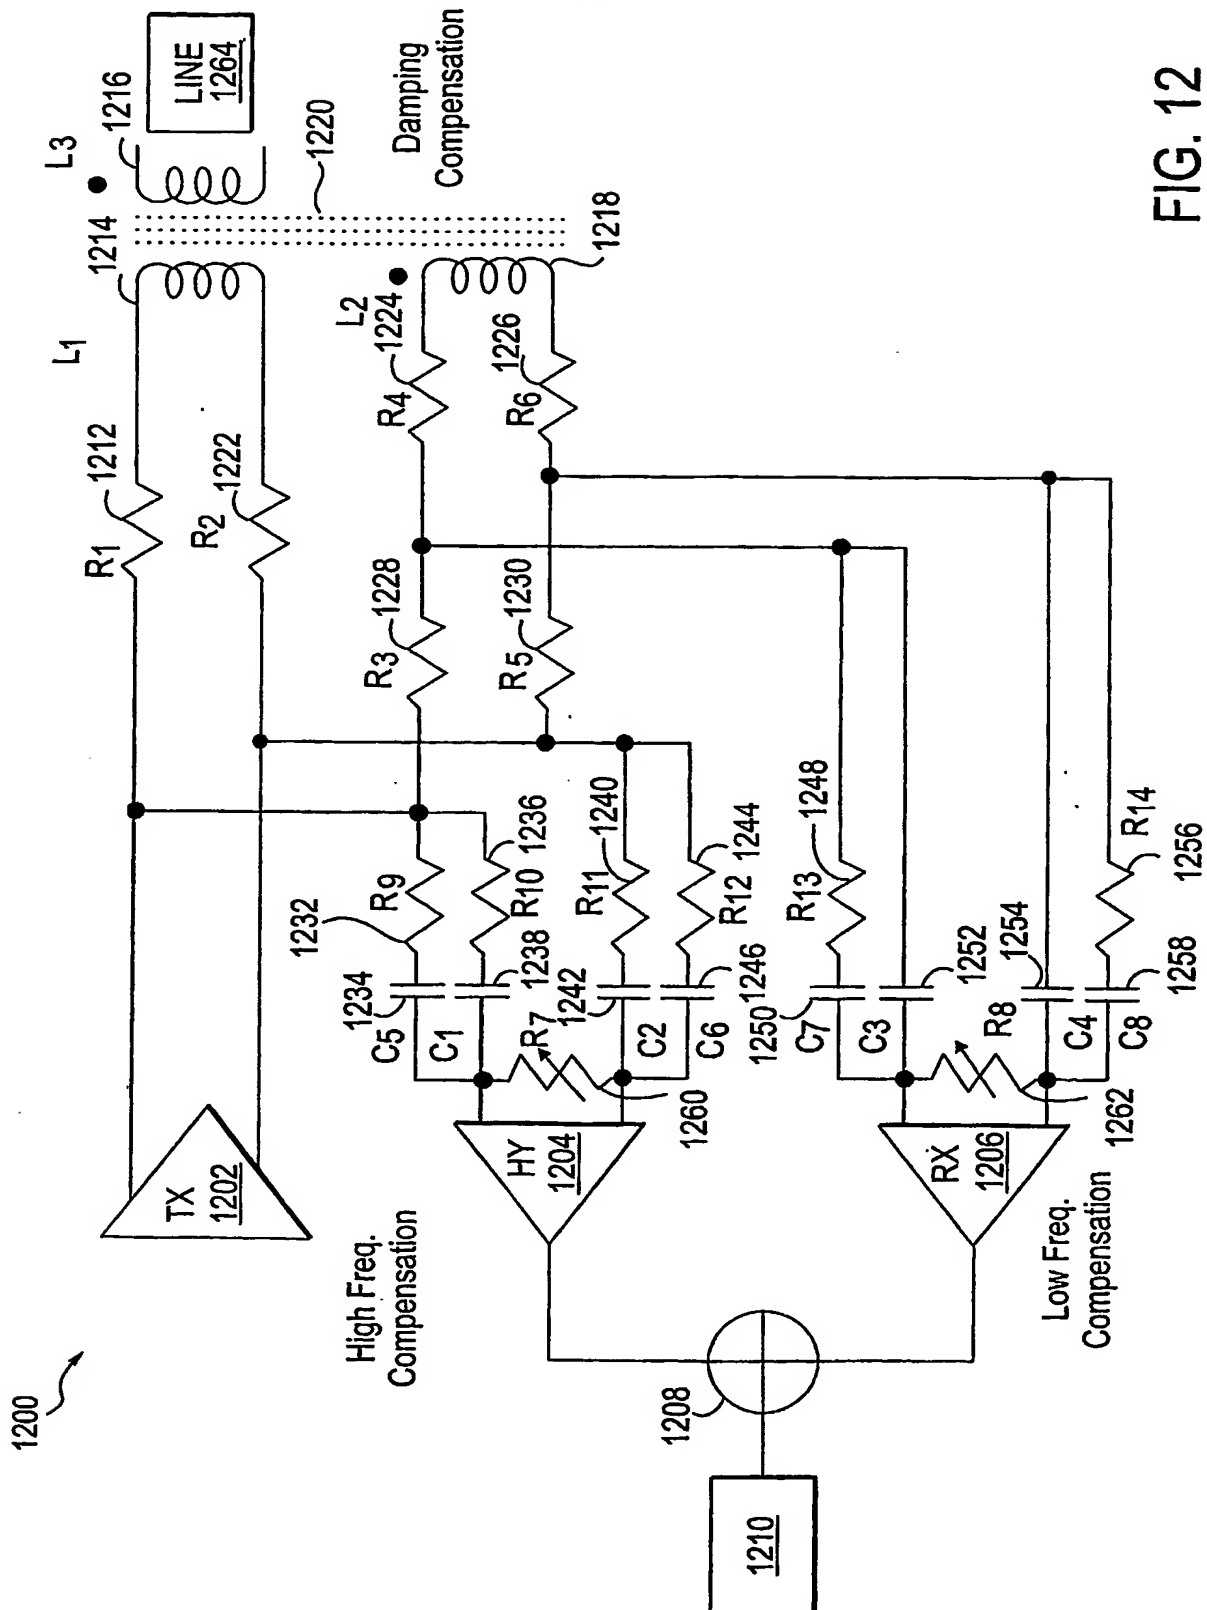 1200
TX
1202
R1
1212
R2
1222
L1
1214
L3
1216
LINE
1264
1220
Damping
Compensation
L2
1224
R4
1226
R6
1218
R3
1228
R5
1230
High Freq.
Compensation
1232
R9
1234
C5
R10
1236
1238
C1
R7
1240
R11
1242
C2
R12
1244
1246
C6
1260
HY
1204
1248
R13
1250
C7
1252
C3
R8
1254
C4
R14
1256
1258
C8
1262
RX
1206
Low Freq.
Compensation
1208
1210
FIG. 12